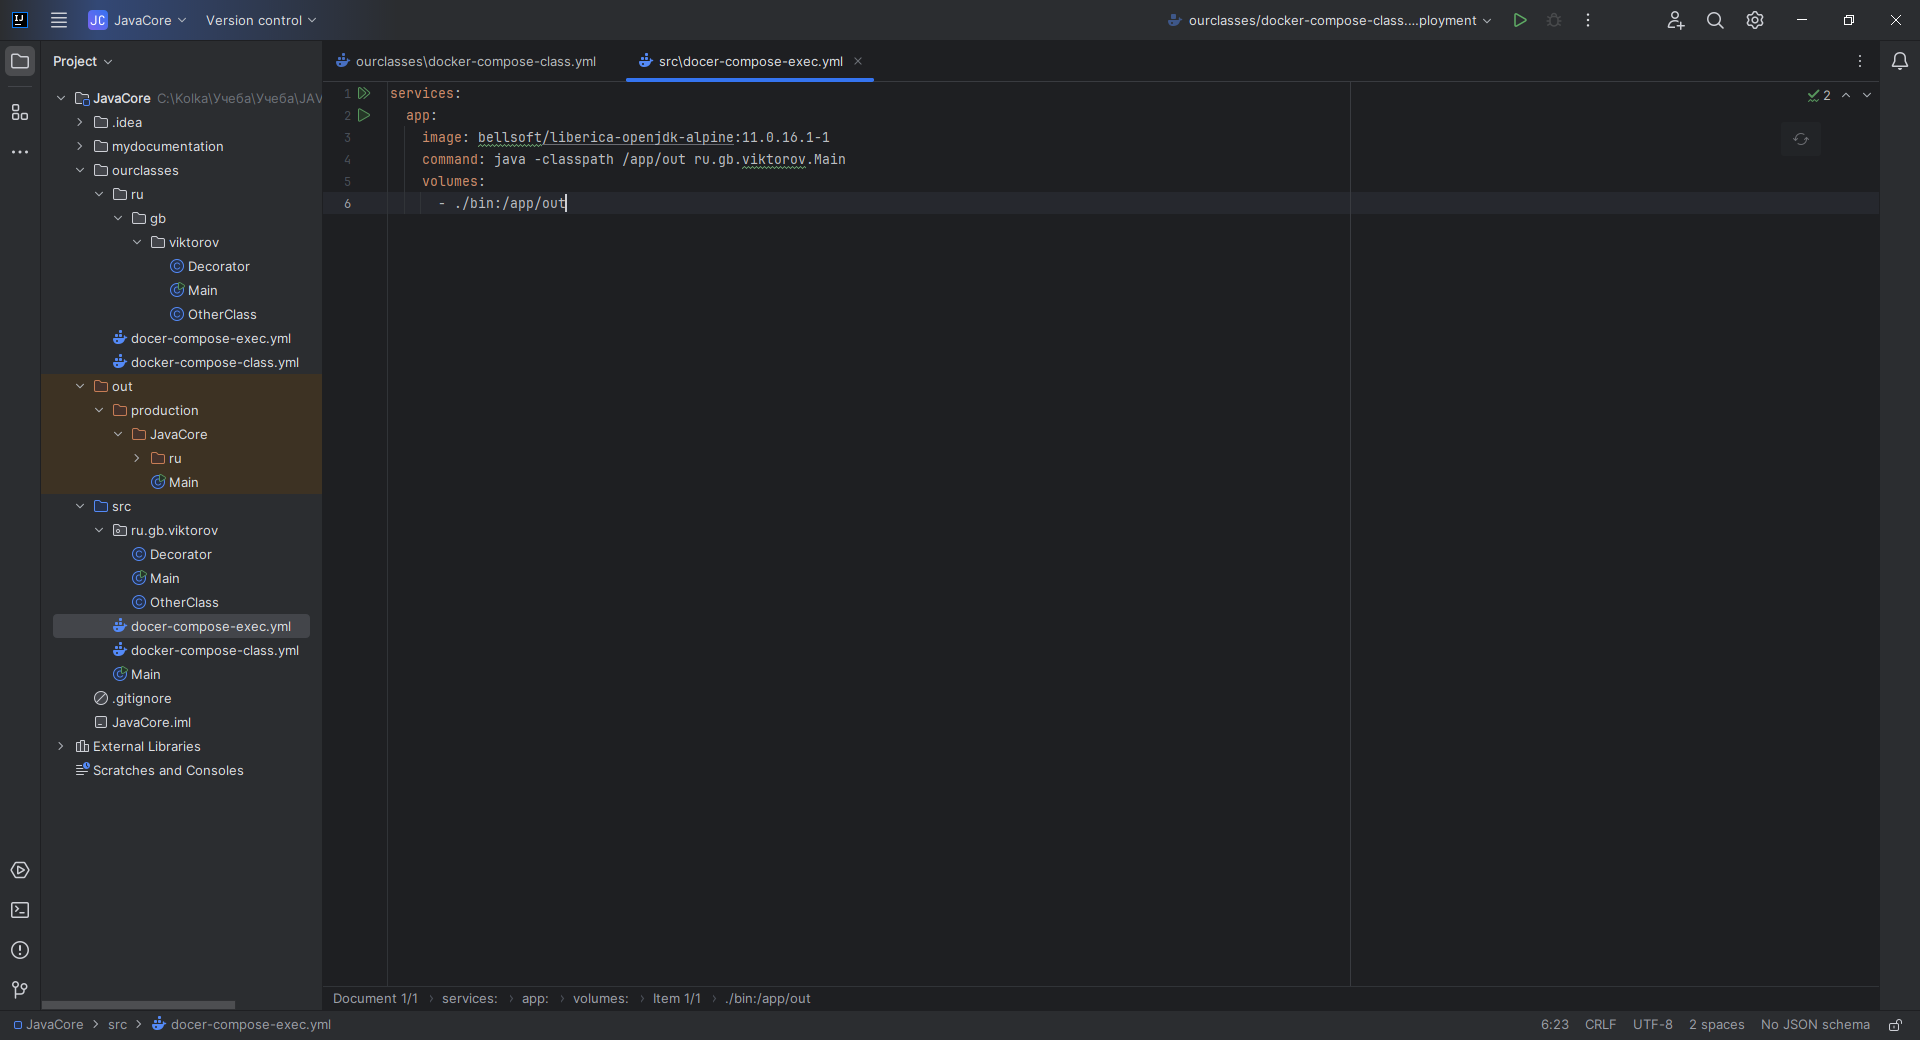 IJ
JC JavaCore Version control
ourclasses/docker-compose-class....ployment
Project
ourclasses\docker-compose-class.yml
src\docer-compose-exec.yml
JavaCore C:\Kolka\Учеба\Учеба\JAV
.idea
mydocumentation
ourclasses
ru
gb
viktorov
Decorator
Main
OtherClass
docer-compose-exec.yml
docker-compose-class.yml
out
production
JavaCore
ru
Main
src
ru.gb.viktorov
Decorator
Main
OtherClass
docer-compose-exec.yml
docker-compose-class.yml
Main
.gitignore
JavaCore.iml
External Libraries
Scratches and Consoles
1 services:
2 app:
3 image: bellsoft/liberica-openjdk-alpine:11.0.16.1-1
4 command: java -classpath /app/out ru.gb.viktorov.Main
5 volumes:
6 - ./bin:/app/out
2
Document 1/1 › services: › app: › volumes: › Item 1/1 › ./bin:/app/out
JavaCore > src > docer-compose-exec.yml
6:23 CRLF UTF-8 2 spaces No JSON schema